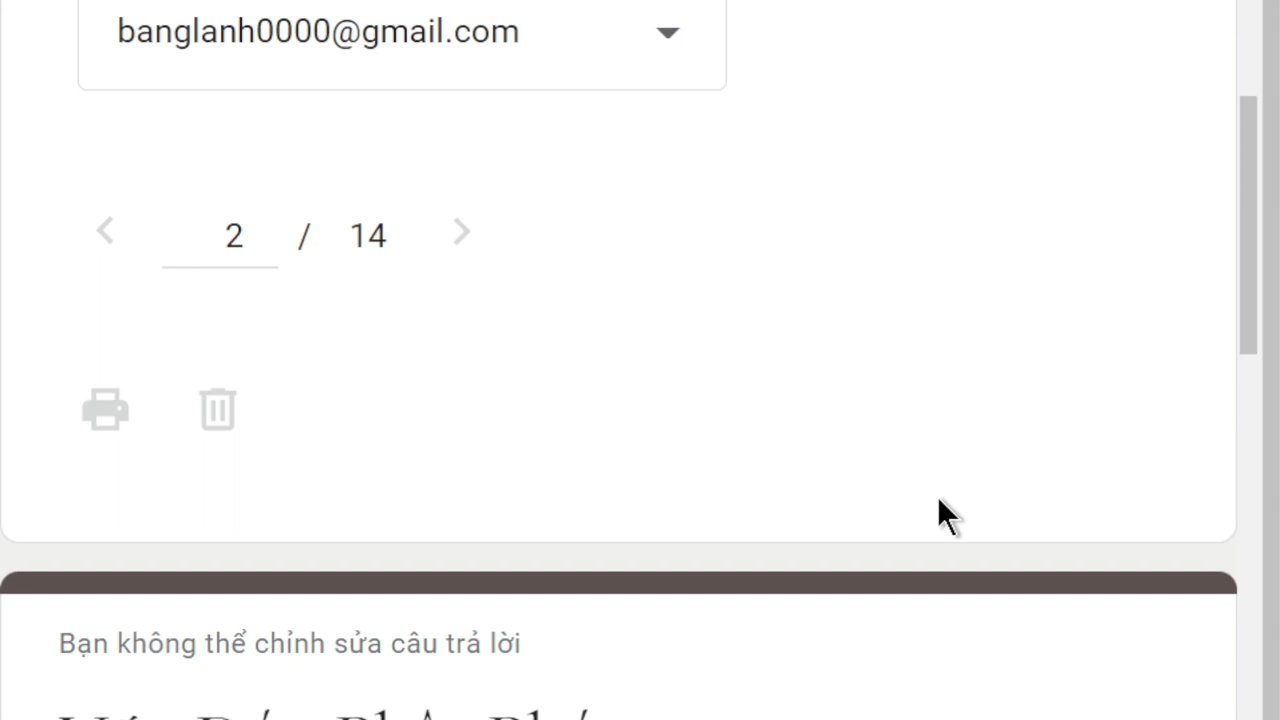 banglanh0000@gmail.com
2 / 14
Bạn không thể chỉnh sửa câu trả lời